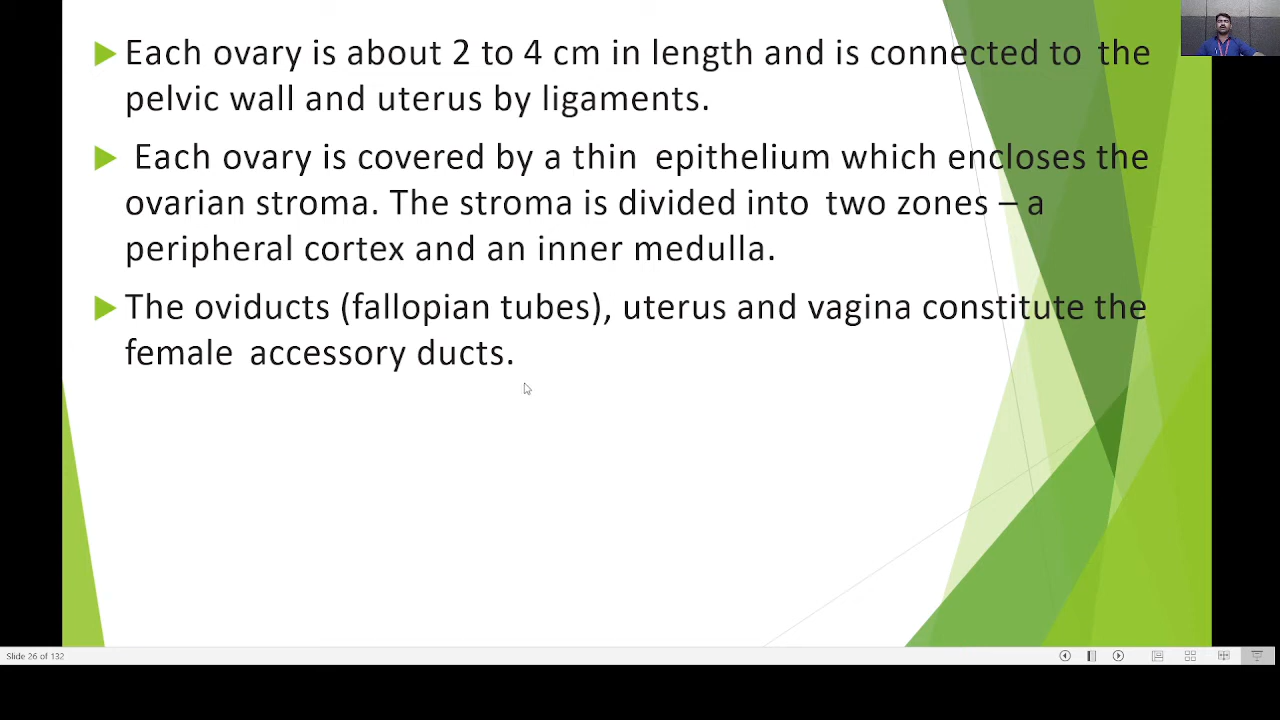 Each ovary is about 2 to 4 cm in length and is connected to the
pelvic wall and uterus by ligaments.
Each ovary is covered by a thin epithelium which encloses the
ovarian stroma. The stroma is divided into two zones – a
peripheral cortex and an inner medulla.
The oviducts (fallopian tubes), uterus and vagina constitute the
female accessory ducts.
Slide 26 of 132